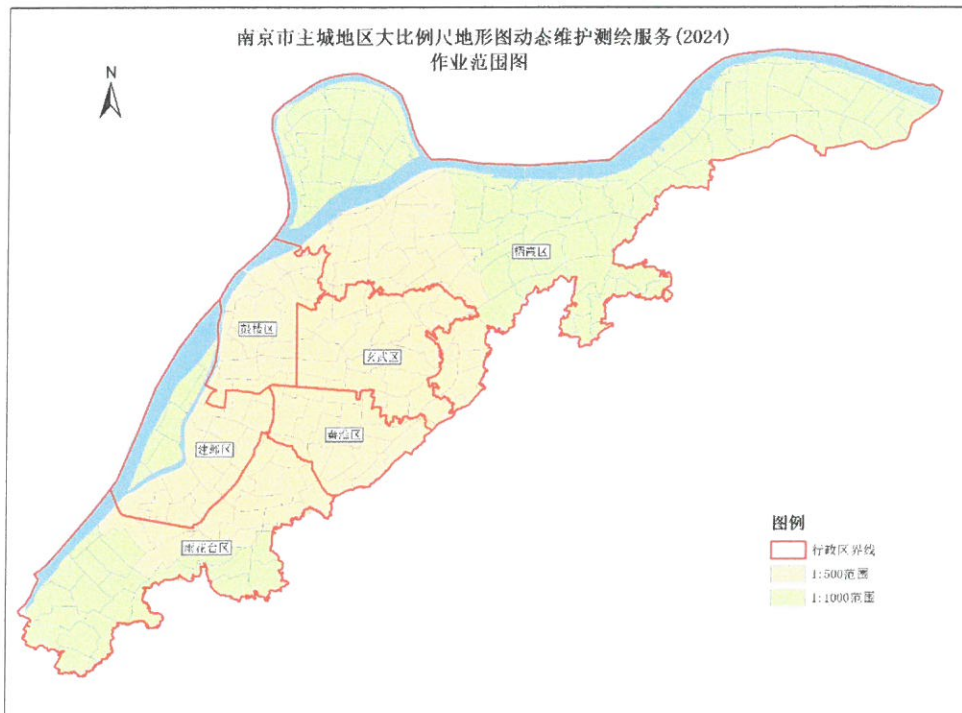 南京市主城地区大比例尺地形图动态维护测绘服务(2024)
作业范围图
N
栖霞区
鼓楼区
玄武区
秦淮区
建邺区
雨花台区
图例
行政区界线
1:500范围
1:1000范围